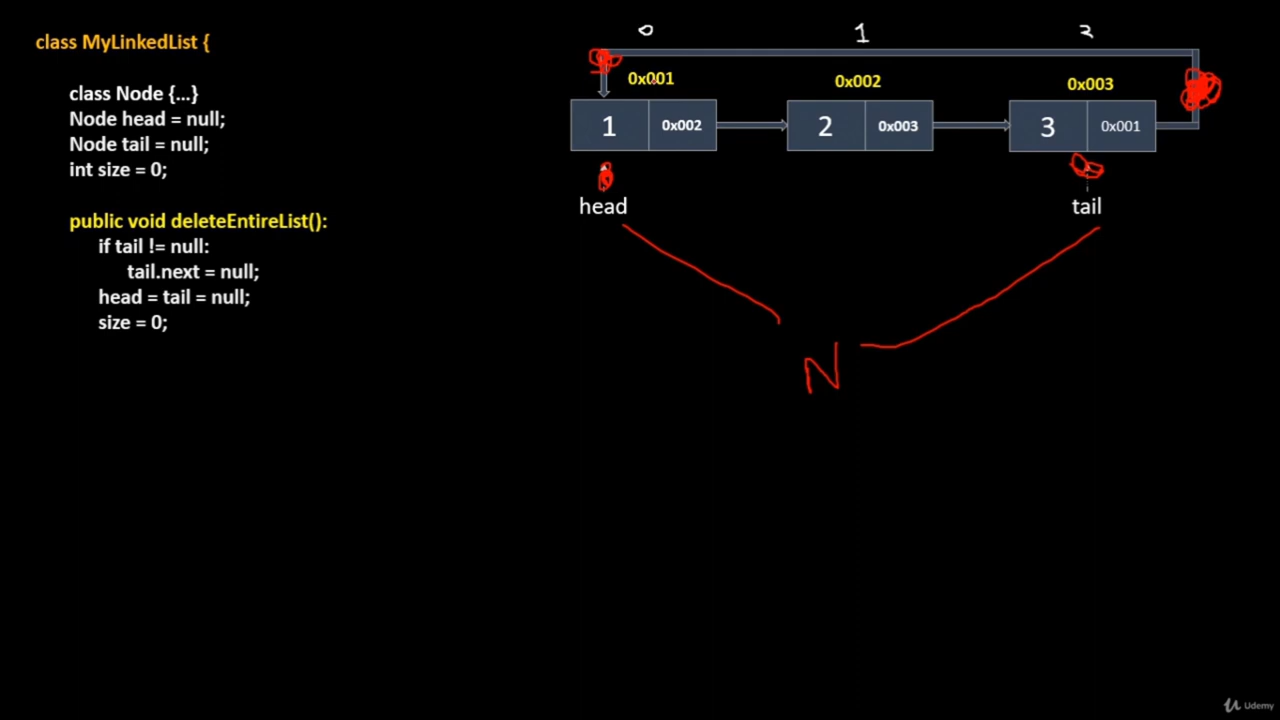 class MyLinkedList {
class Node {...}
Node head = null;
Node tail = null;
int size = 0;
public void deleteEntireList():
if tail != null:
tail.next = null;
head = tail = null;
size = 0;
0 1 2
0x001 0x002 0x003
1 0x002 2 0x003 3 0x001
head tail
N
Udemy